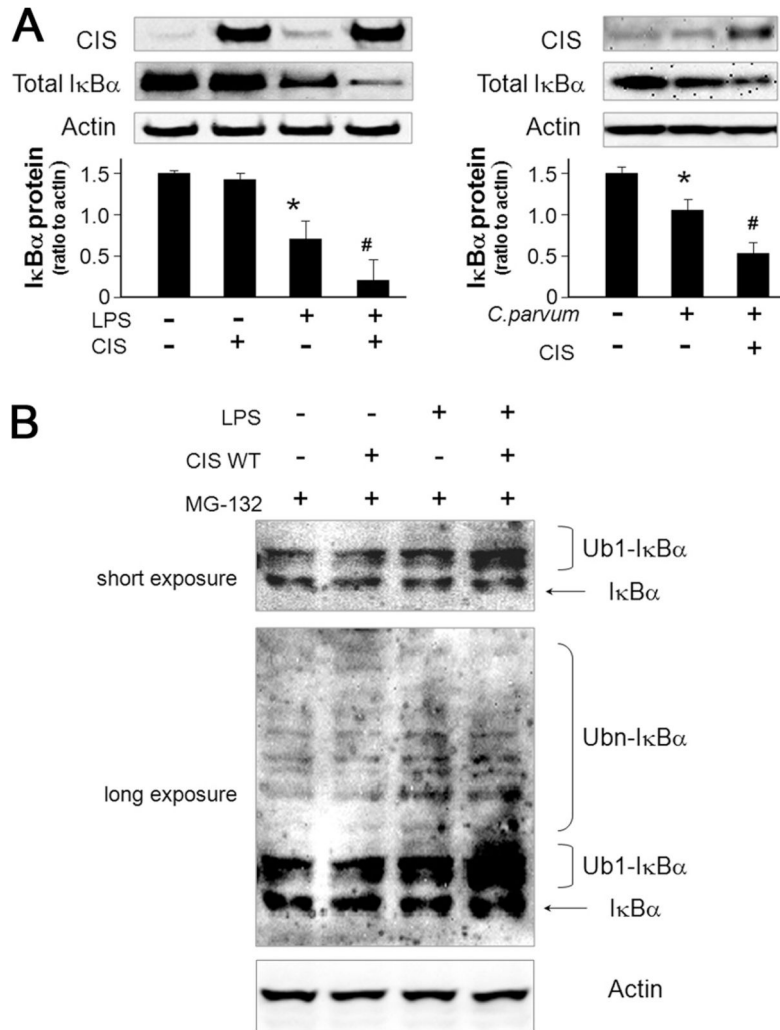 A
CIS
Total IκBα
Actin
IκBα protein
(ratio to actin)
1.5
1.0
0.5
0
*
#
LPS - - + +
CIS - + - +
CIS
Total IκBα
Actin
IκBα protein
(ratio to actin)
1.5
1.0
0.5
0
*
#
C.parvum - + +
CIS - - +
B
LPS - - + +
CIS WT - + - +
MG-132 + + + +
short exposure
Ub1-IκBα
IκBα
long exposure
Ubn-IκBα
Ub1-IκBα
IκBα
Actin